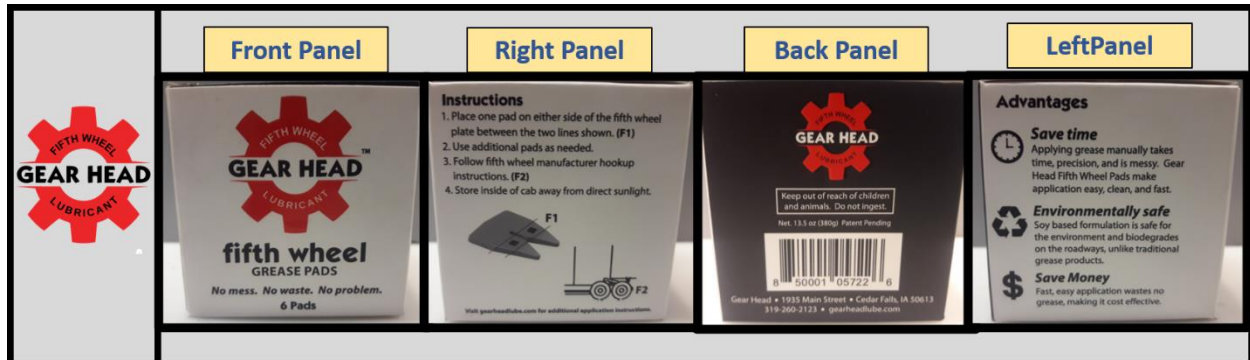 Front Panel
Right Panel
Back Panel
LeftPanel
FIFTH WHEEL
GEAR HEAD
LUBRICANT
FIFTH WHEEL
GEAR HEAD™
LUBRICANT
fifth wheel
GREASE PADS
No mess. No waste. No problem.
6 Pads
Instructions
1. Place one pad on either side of the fifth wheel
plate between the two lines shown. (F1)
2. Use additional pads as needed.
3. Follow fifth wheel manufacturer hookup
instructions. (F2)
4. Store inside of cab away from direct sunlight.
F1
F2
Visit gearheadlube.com for additional application instructions.
FIFTH WHEEL
GEAR HEAD
LUBRICANT
Keep out of reach of children
and animals. Do not ingest.
Net. 13.5 oz (380g) Patent Pending
8 50001 05722 6
Gear Head • 1935 Main Street • Cedar Falls, IA 50613
319-260-2123 • gearheadlube.com
Advantages
Save time
Applying grease manually takes
time, precision, and is messy. Gear
Head Fifth Wheel Pads make
application easy, clean, and fast.
Environmentally safe
Soy based formulation is safe for
the environment and biodegrades
on the roadways, unlike traditional
grease products.
$ Save Money
Fast, easy application wastes no
grease, making it cost effective.